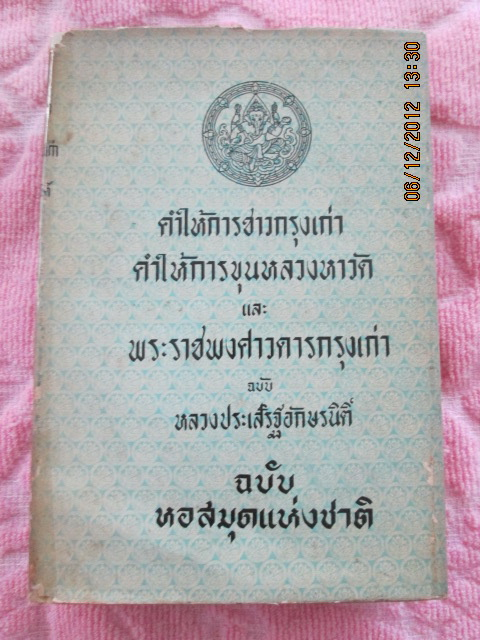 คำให้การชาวกรุงเก่า
คำให้การขุนหลวงหาวัด
และ
พระราชพงศาวดารกรุงเก่า
ฉบับ
หลวงประเสริฐอักษรนิติ์
ฉบับ
หอสมุดแห่งชาติ
06/12/2012 13:30